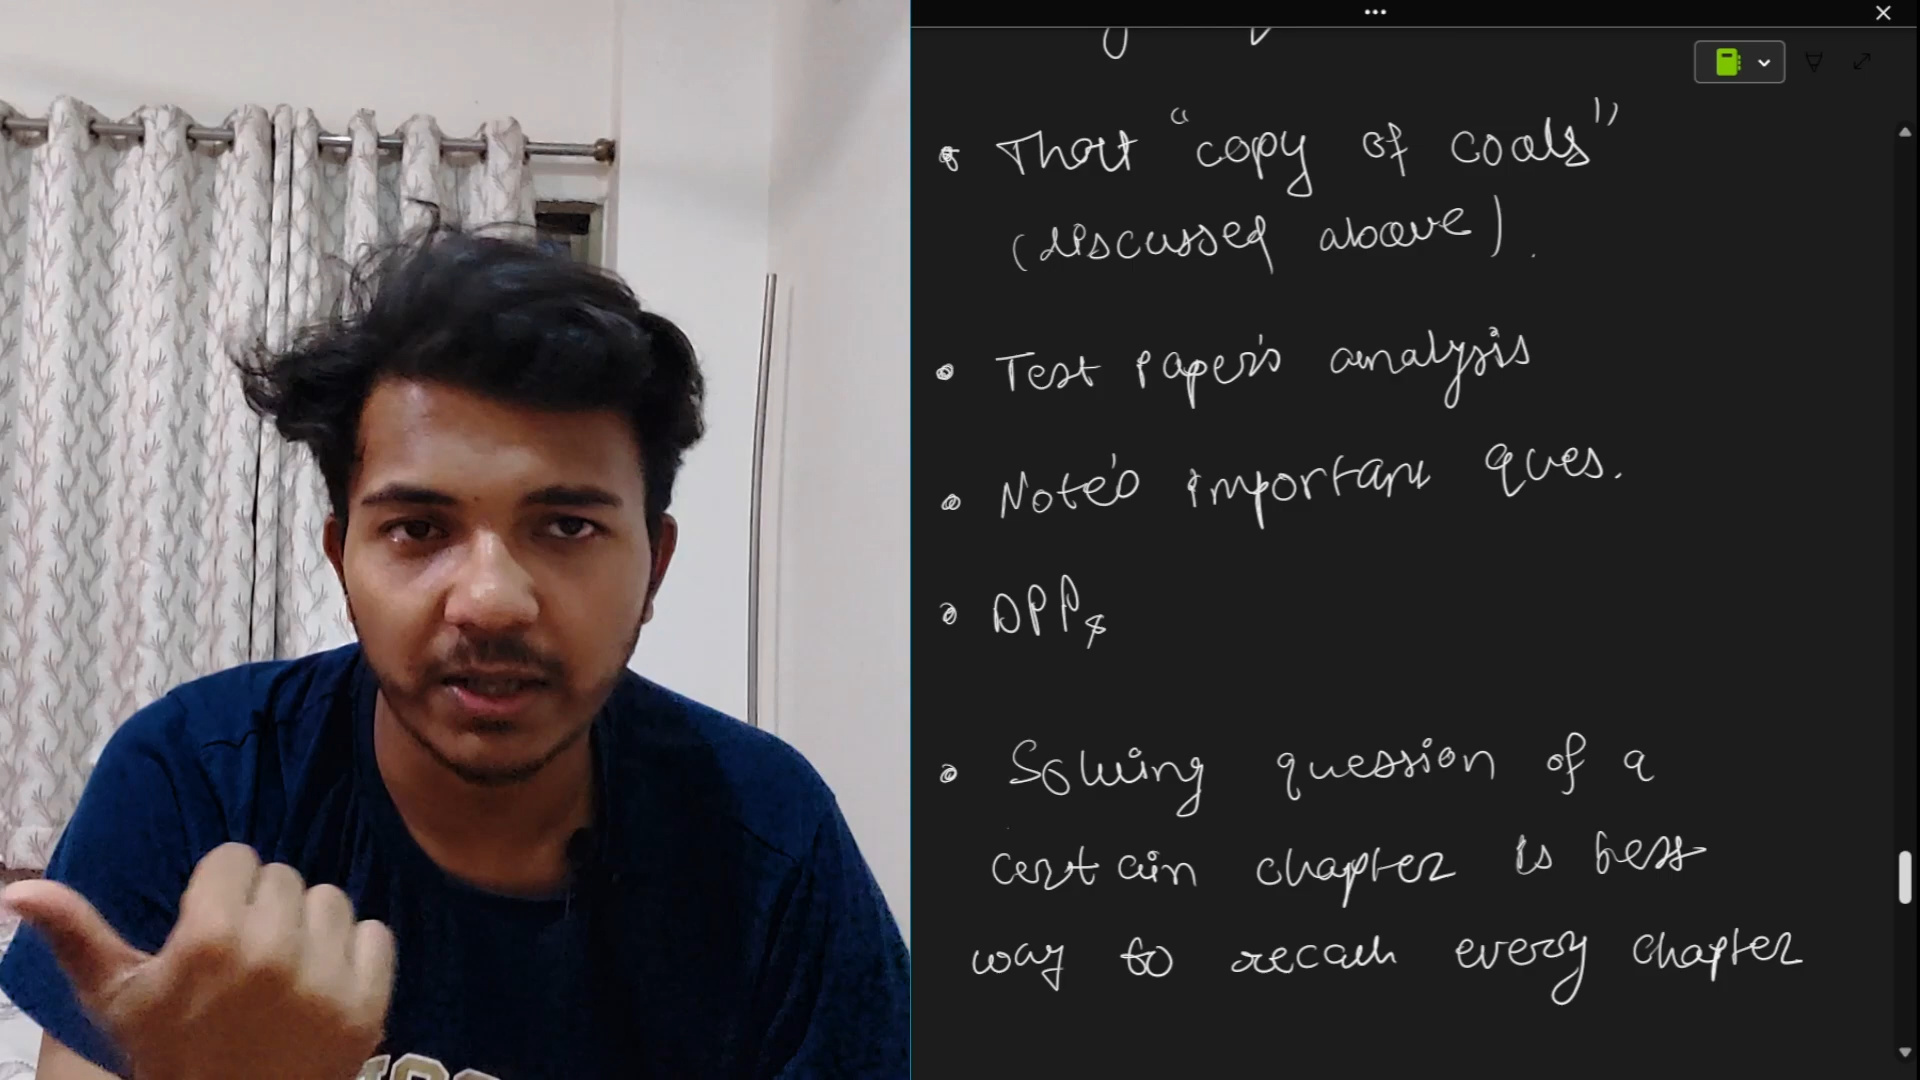 That "copy of coals"
(discussed above).
Test Paper's analysis
Note's important ques.
DPPs
Solving quession of a
certain chapter is best
way to recall every chapter